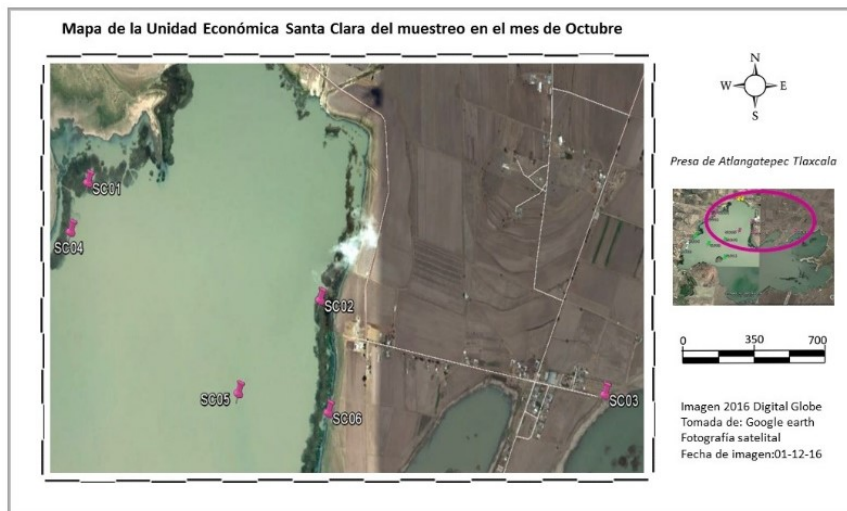 Mapa de la Unidad Económica Santa Clara del muestreo en el mes de Octubre
N
W E
S
Presa de Atlangatepec Tlaxcala
SC01
SC04
SC02
SC05
SC06
SC03
0 350 700
Imagen 2016 Digital Globe
Tomada de: Google earth
Fotografía satelital
Fecha de imagen:01-12-16